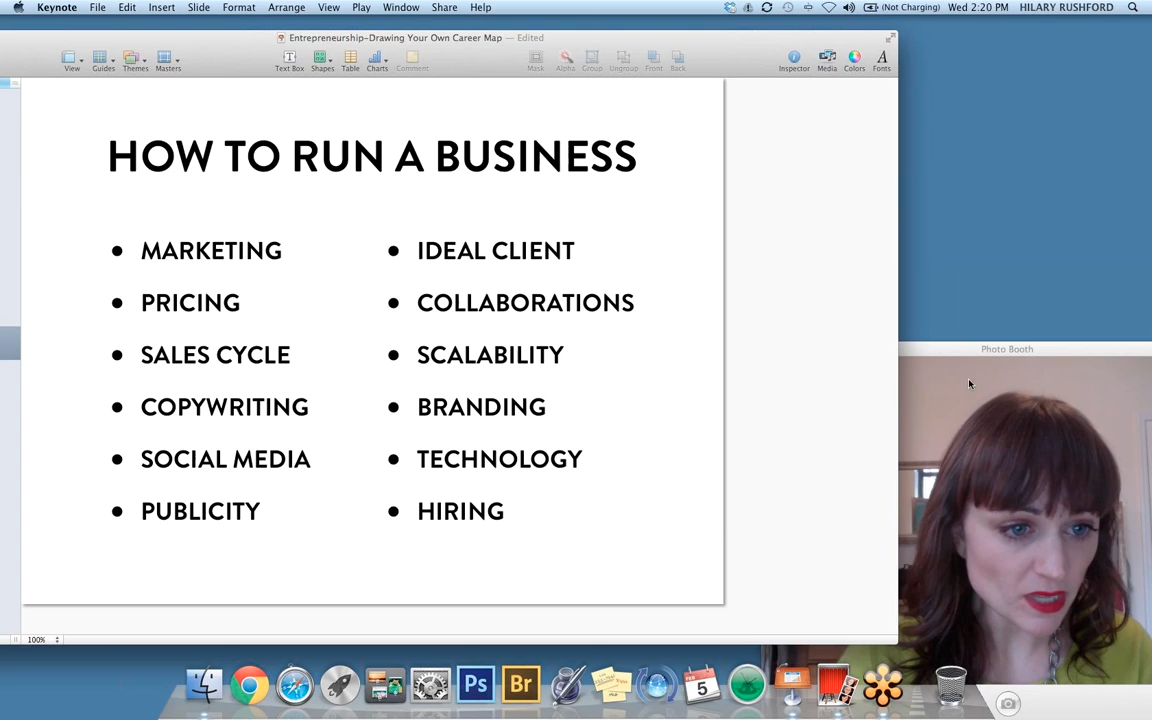 Keynote File Edit Insert Slide Format Arrange View Play Window Share Help (Not Charging) Wed 2:20 PM HILARY RUSHFORD
Entrepreneurship–Drawing Your Own Career Map — Edited
View Guides Themes Masters Text Box Shapes Table Charts Comment Mask Alpha Group Ungroup Front Back Inspector Media Colors Fonts
HOW TO RUN A BUSINESS
• MARKETING
• PRICING
• SALES CYCLE
• COPYWRITING
• SOCIAL MEDIA
• PUBLICITY
• IDEAL CLIENT
• COLLABORATIONS
• SCALABILITY
• BRANDING
• TECHNOLOGY
• HIRING
Photo Booth
100%
Ps
Br
FEB
5